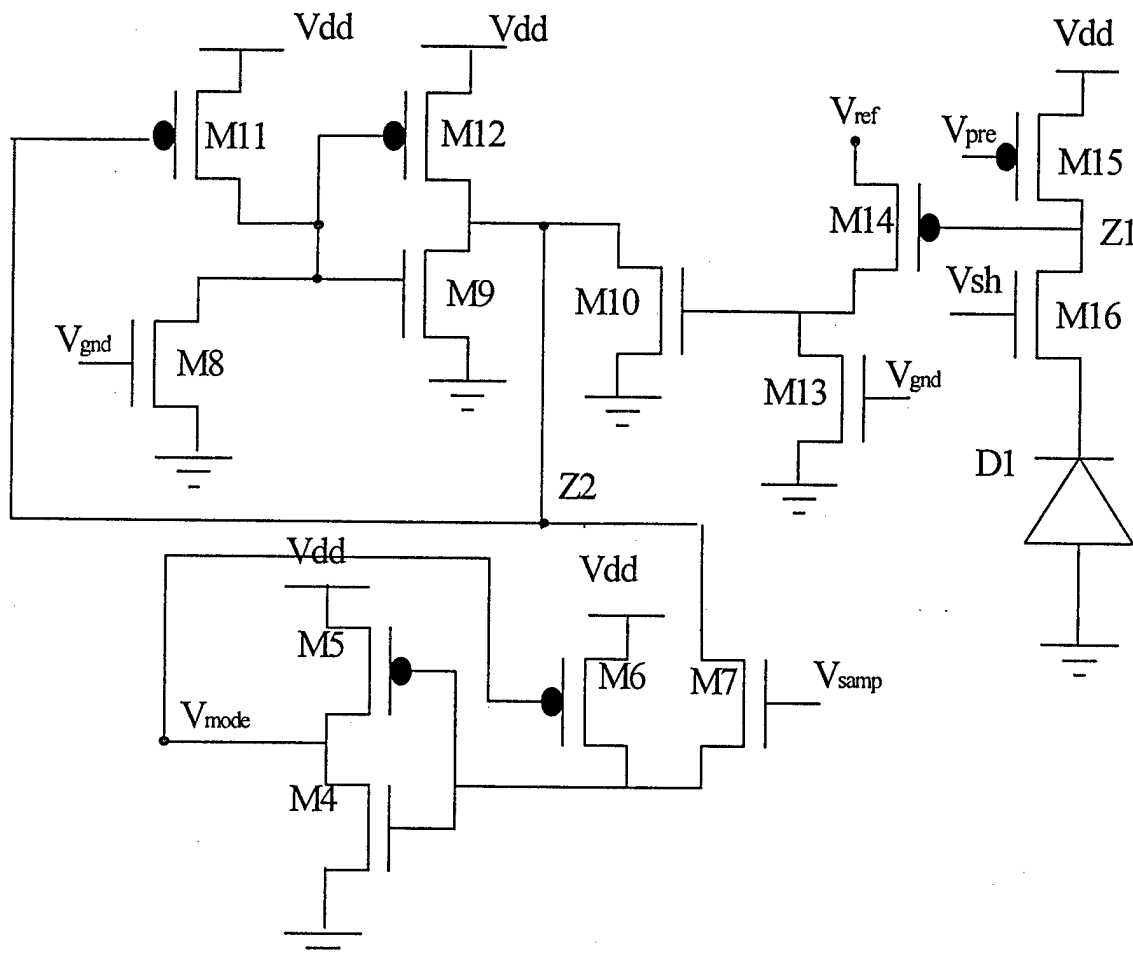 Vdd
Vdd
Vdd
M11
M12
Vref
Vpre
M15
M14
Z1
M9
M10
Vsh
M16
Vgnd
M8
M13
Vgnd
D1
Z2
Vdd
Vdd
M5
M6
M7
Vsamp
Vmode
M4